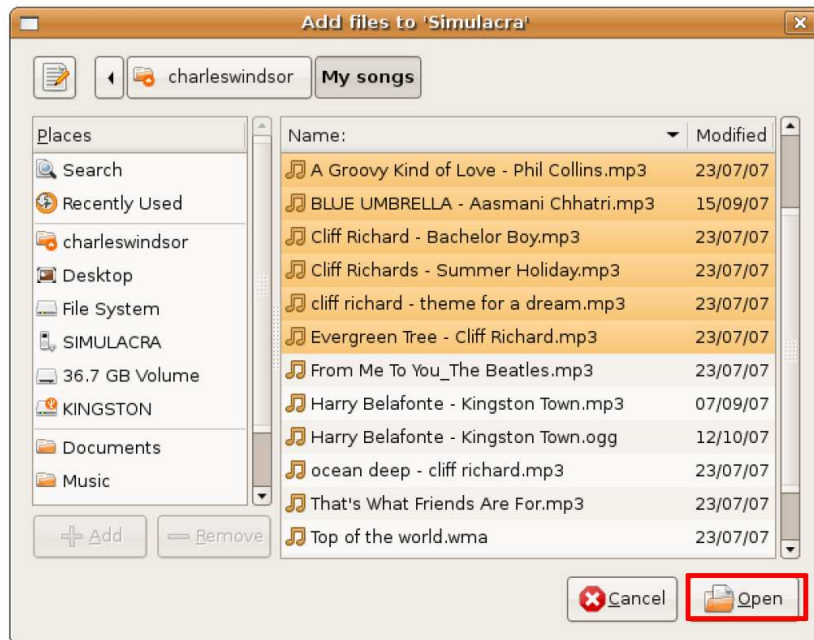 Add files to 'Simulacra'
charleswindsor My songs
Places
Search
Recently Used
charleswindsor
Desktop
File System
SIMULACRA
36.7 GB Volume
KINGSTON
Documents
Music
Add Remove
Name: Modified
A Groovy Kind of Love - Phil Collins.mp3 23/07/07
BLUE UMBRELLA - Aasmani Chhatri.mp3 15/09/07
Cliff Richard - Bachelor Boy.mp3 23/07/07
Cliff Richards - Summer Holiday.mp3 23/07/07
cliff richard - theme for a dream.mp3 23/07/07
Evergreen Tree - Cliff Richard.mp3 23/07/07
From Me To You_The Beatles.mp3 23/07/07
Harry Belafonte - Kingston Town.mp3 07/09/07
Harry Belafonte - Kingston Town.ogg 12/10/07
ocean deep - cliff richard.mp3 23/07/07
That's What Friends Are For.mp3 23/07/07
Top of the world.wma 23/07/07
Cancel Open